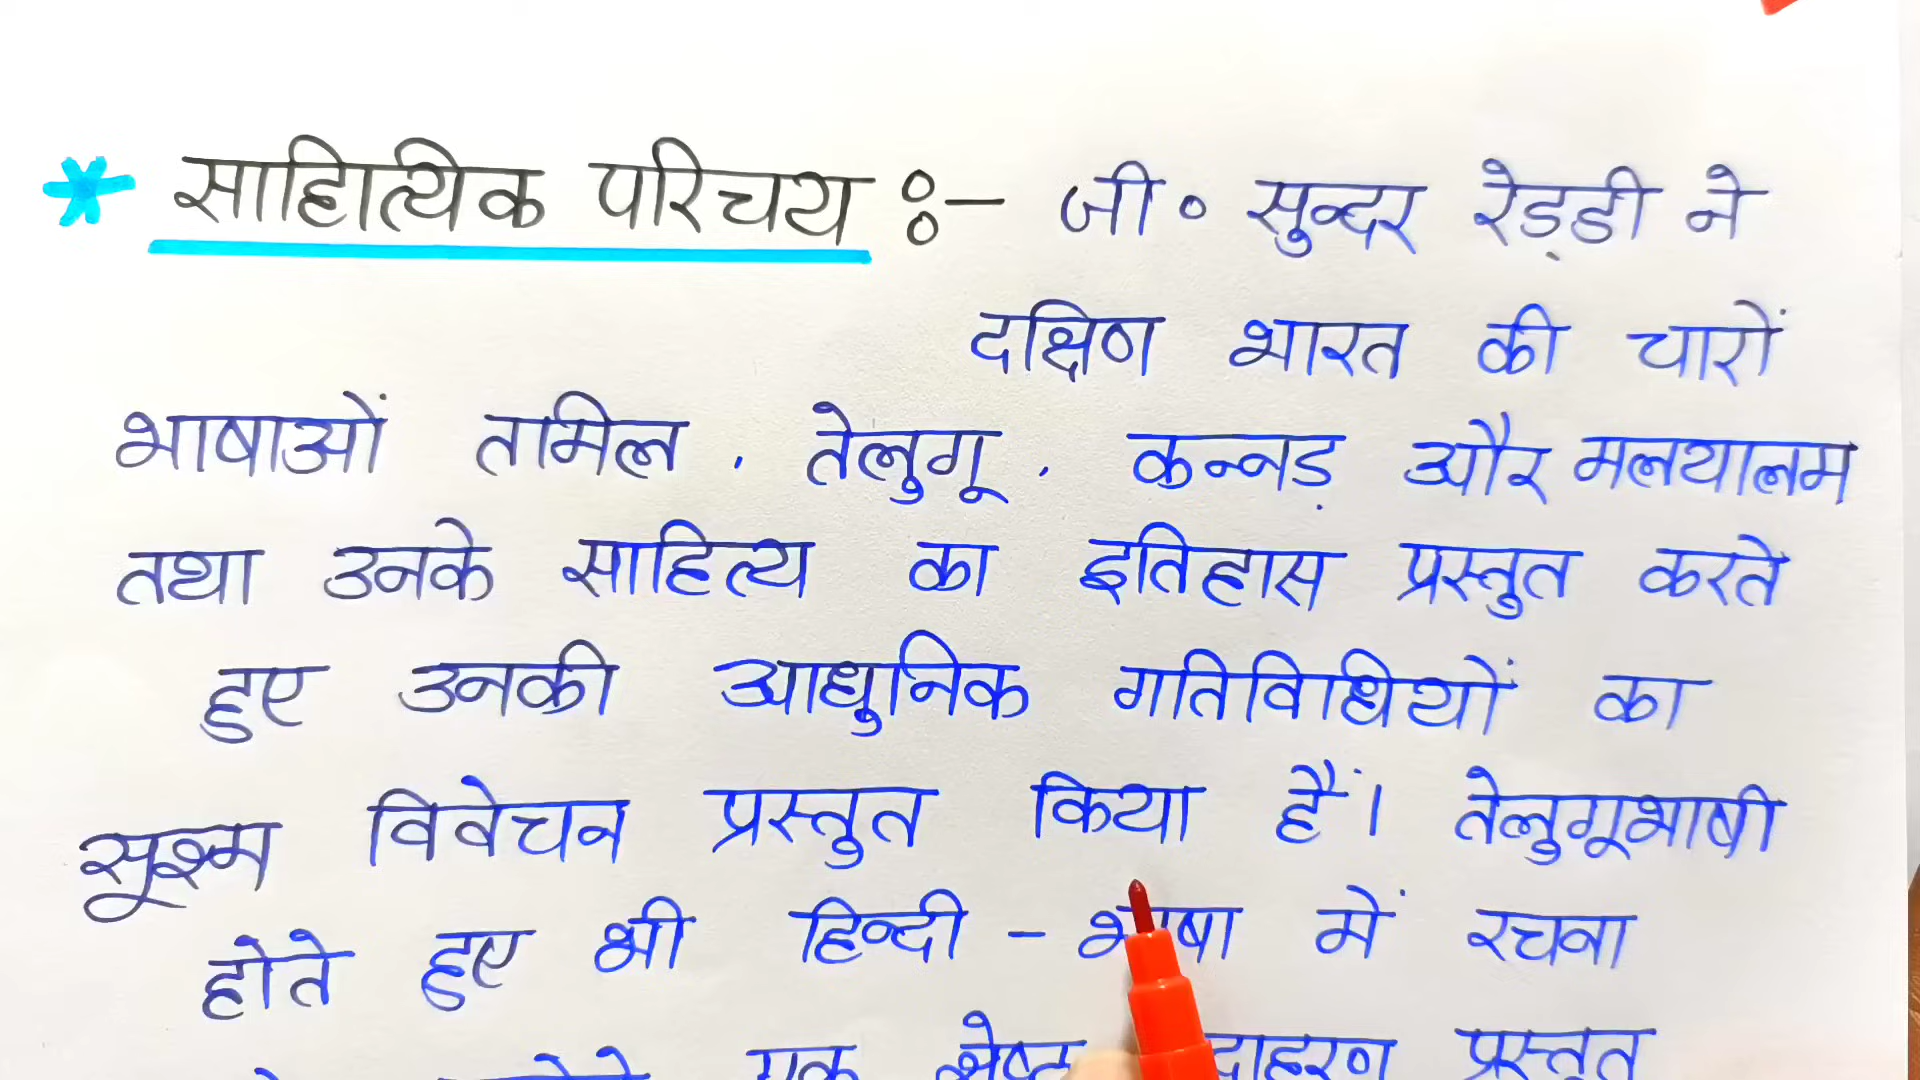 * साहित्यिक परिचय :- जी० सुन्दर रेड्डी ने
दक्षिण भारत की चारों
भाषाओं तामिल , तेलुगू , कन्नड़ और मलयालम
तथा उनके साहित्य का इतिहास प्रस्तुत करते
हुए उनकी आधुनिक गतिविधियों का
सूक्ष्म विवेचन प्रस्तुत किया हैं। तेलुगूभाषी
होते हुए भी हिन्दी - भाषा में रचना
एक श्रेष्ठ प्रस्तुत